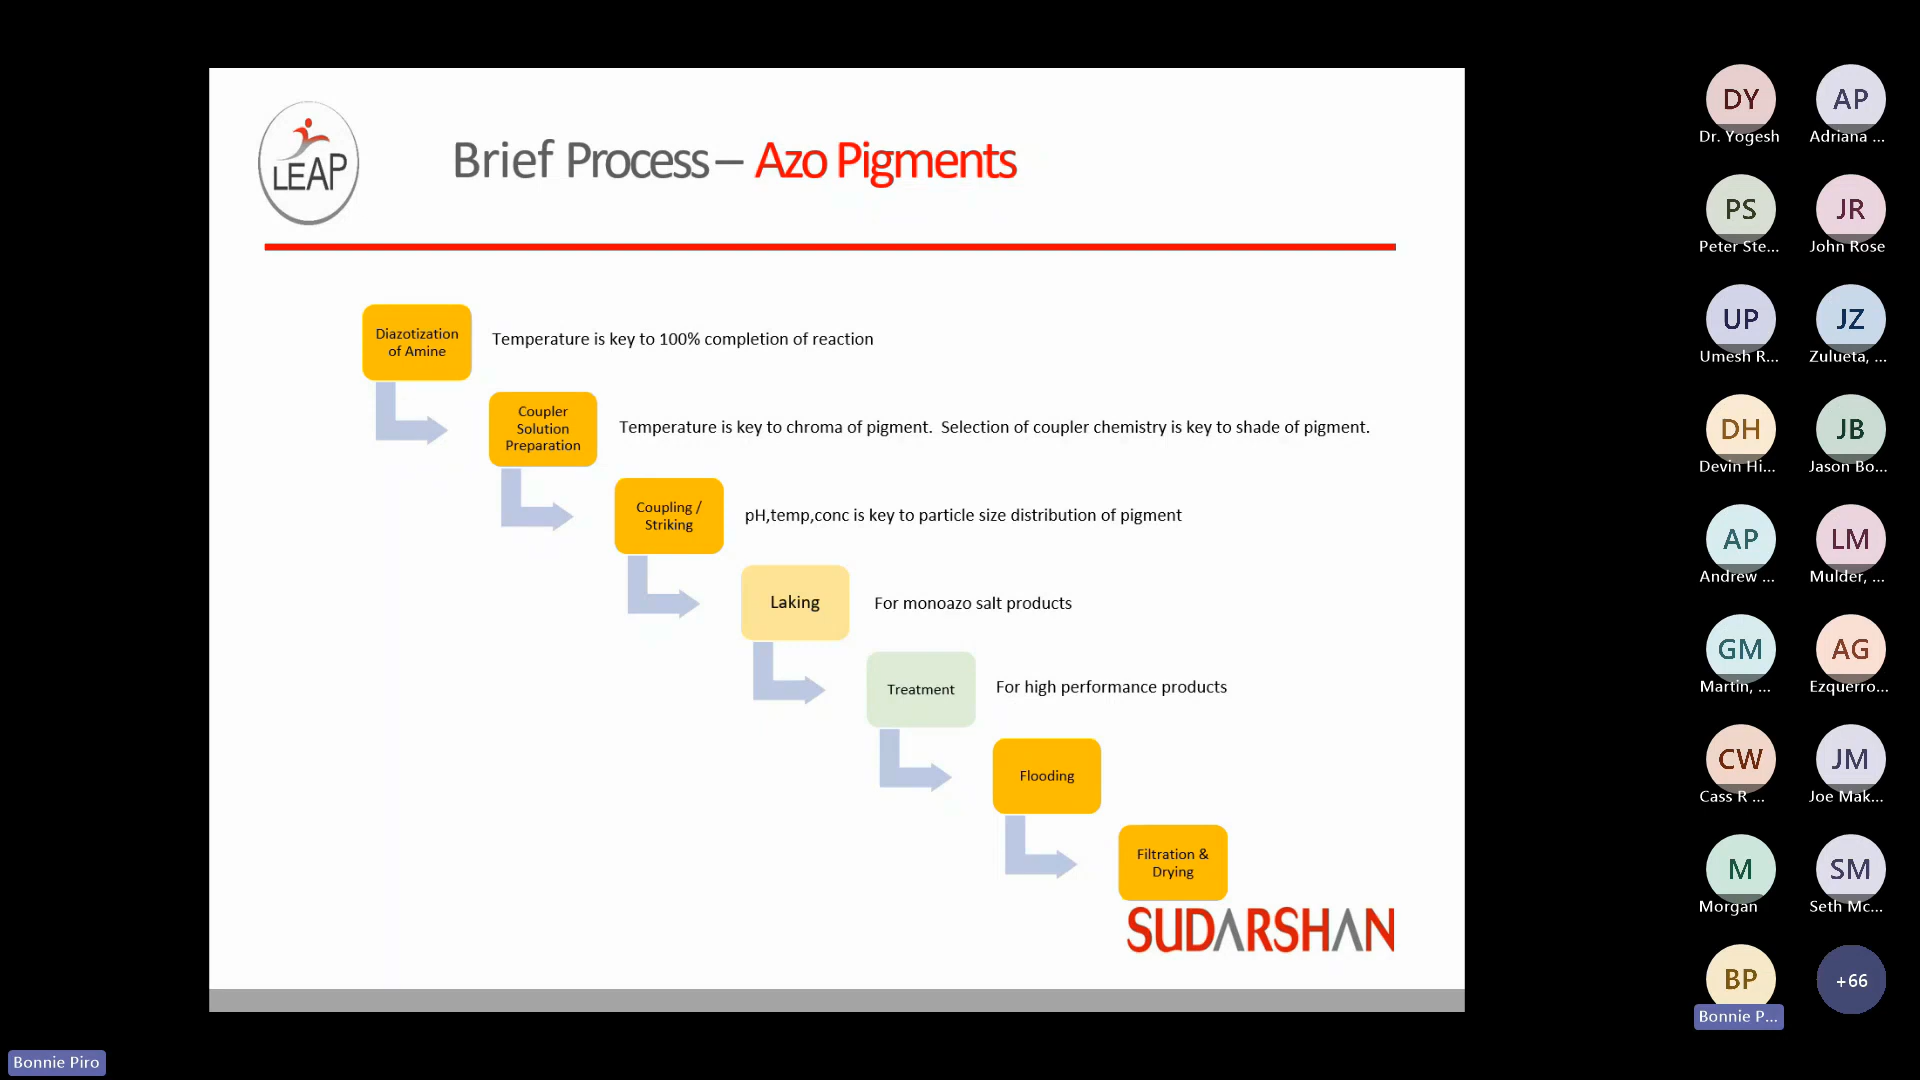 LEAP
Brief Process – Azo Pigments
Diazotization
of Amine
Temperature is key to 100% completion of reaction
Coupler
Solution
Preparation
Temperature is key to chroma of pigment.  Selection of coupler chemistry is key to shade of pigment.
Coupling /
Striking
pH,temp,conc is key to particle size distribution of pigment
Laking
For monoazo salt products
Treatment
For high performance products
Flooding
Filtration &
Drying
SUDARSHAN
DY
AP
Dr. Yogesh
Adriana ...
PS
JR
Peter Ste...
John Rose
UP
JZ
Umesh R...
Zulueta, ...
DH
JB
Devin Hi...
Jason Bo...
AP
LM
Andrew ...
Mulder, ...
GM
AG
Martin, ...
Ezquerro...
CW
JM
Cass R ...
Joe Mak...
M
SM
Morgan
Seth Mc...
BP
+66
Bonnie P...
Bonnie Piro